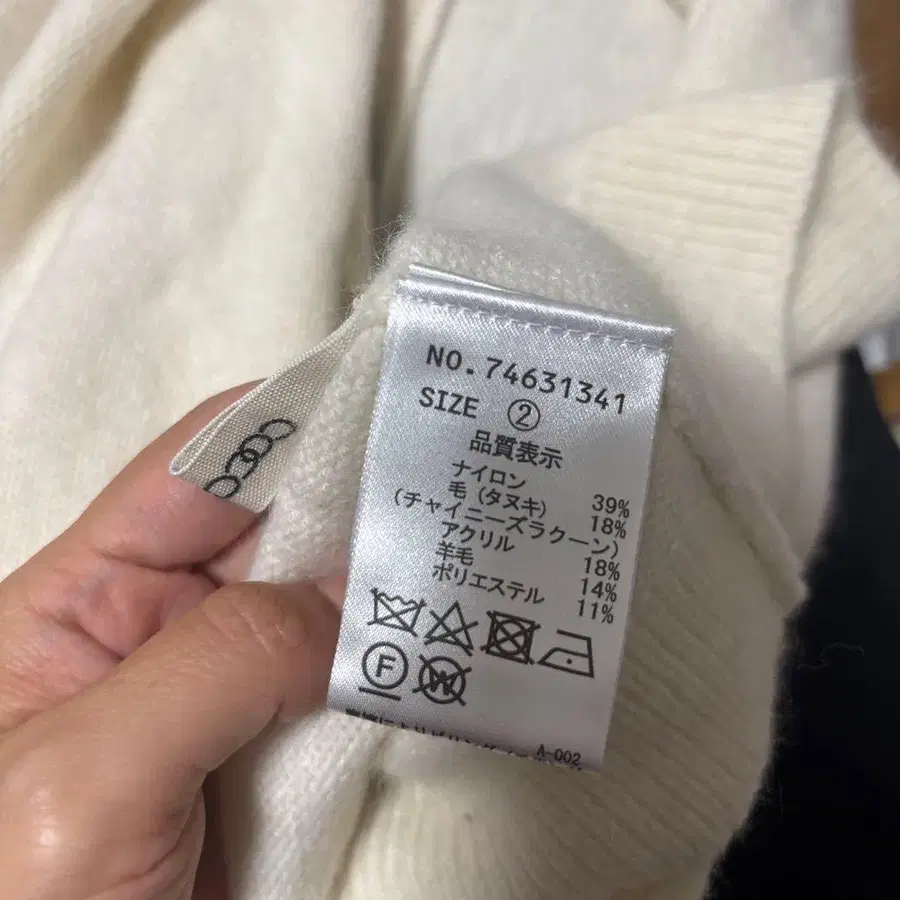 NO.74631341
SIZE ②
品質表示
ナイロン 39%
毛(タヌキ) 18%
(チャイニーズラクーン)
アクリル 18%
羊毛 14%
ポリエステル 11%
F
W
A-002